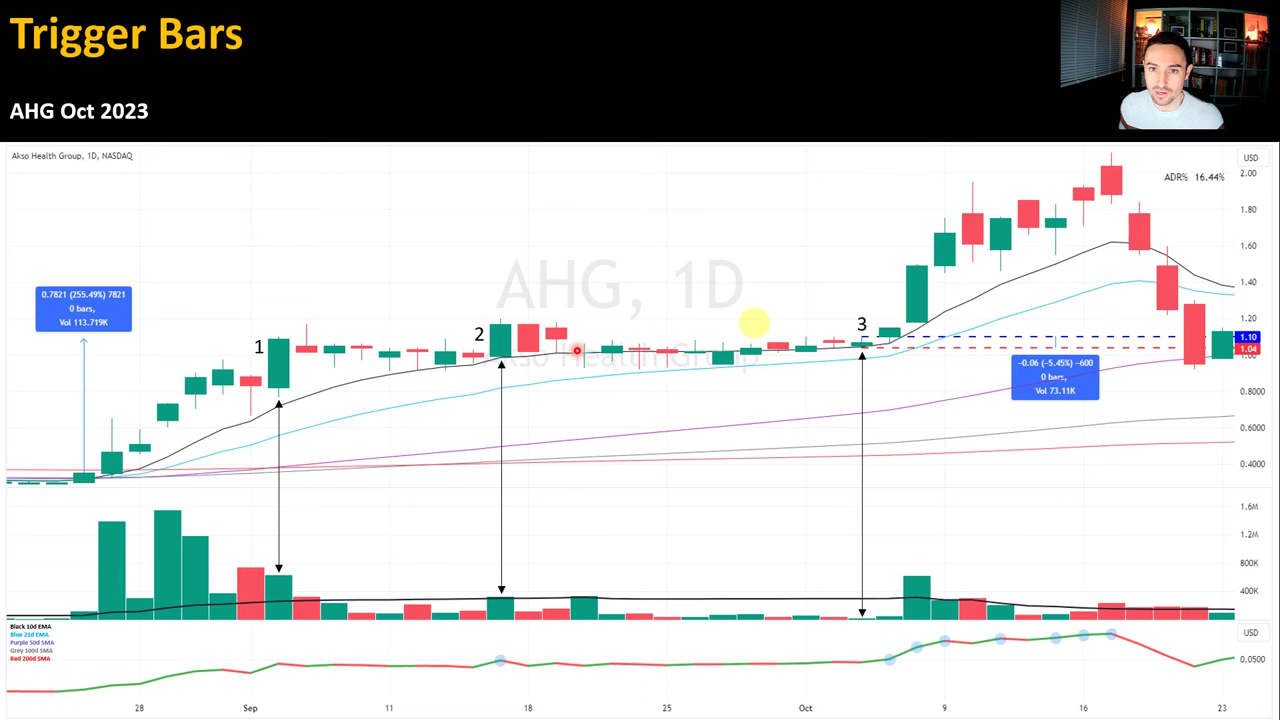 Trigger Bars
AHG Oct 2023
Akso Health Group, 1D, NASDAQ
USD
2.00
ADR% 16.44%
1.80
1.60
AHG, 1D
1.40
0.7821 (255.49%) 7821
0 bars,
Vol 113.719K
1.20
1
2
3
1.10
1.04
1.00
Akso Health Group
-0.06 (-5.45%) -600
0 bars,
Vol 73.11K
0.8000
0.6000
0.4000
1.6M
1.2M
800K
400K
Black 10d EMA
Blue 21d EMA
Purple 50d SMA
Grey 100d SMA
Red 200d SMA
USD
0.0500
28
Sep
11
18
25
Oct
9
16
23